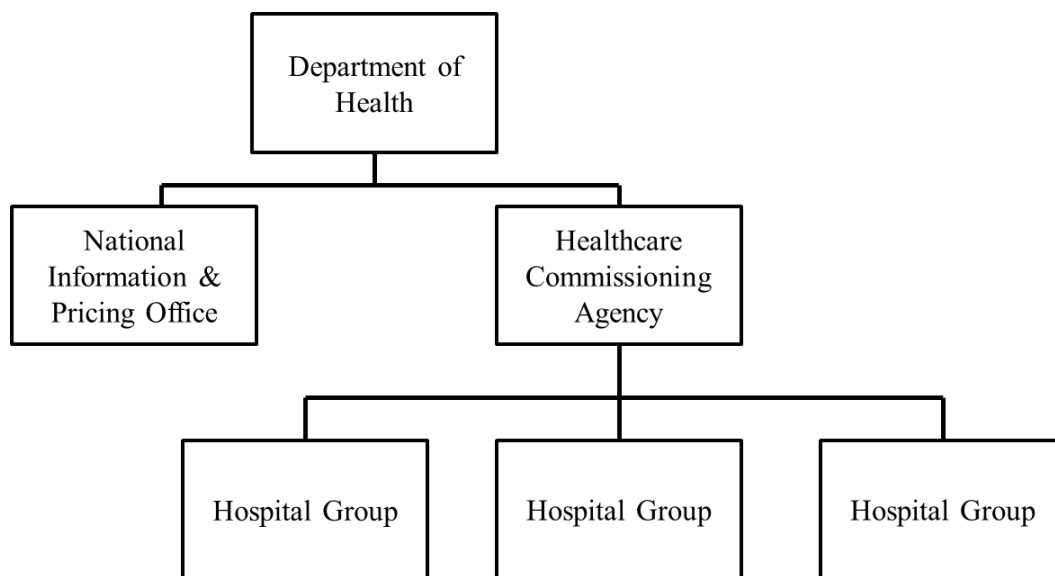 Department of
Health
National
Information &
Pricing Office
Healthcare
Commissioning
Agency
Hospital Group
Hospital Group
Hospital Group